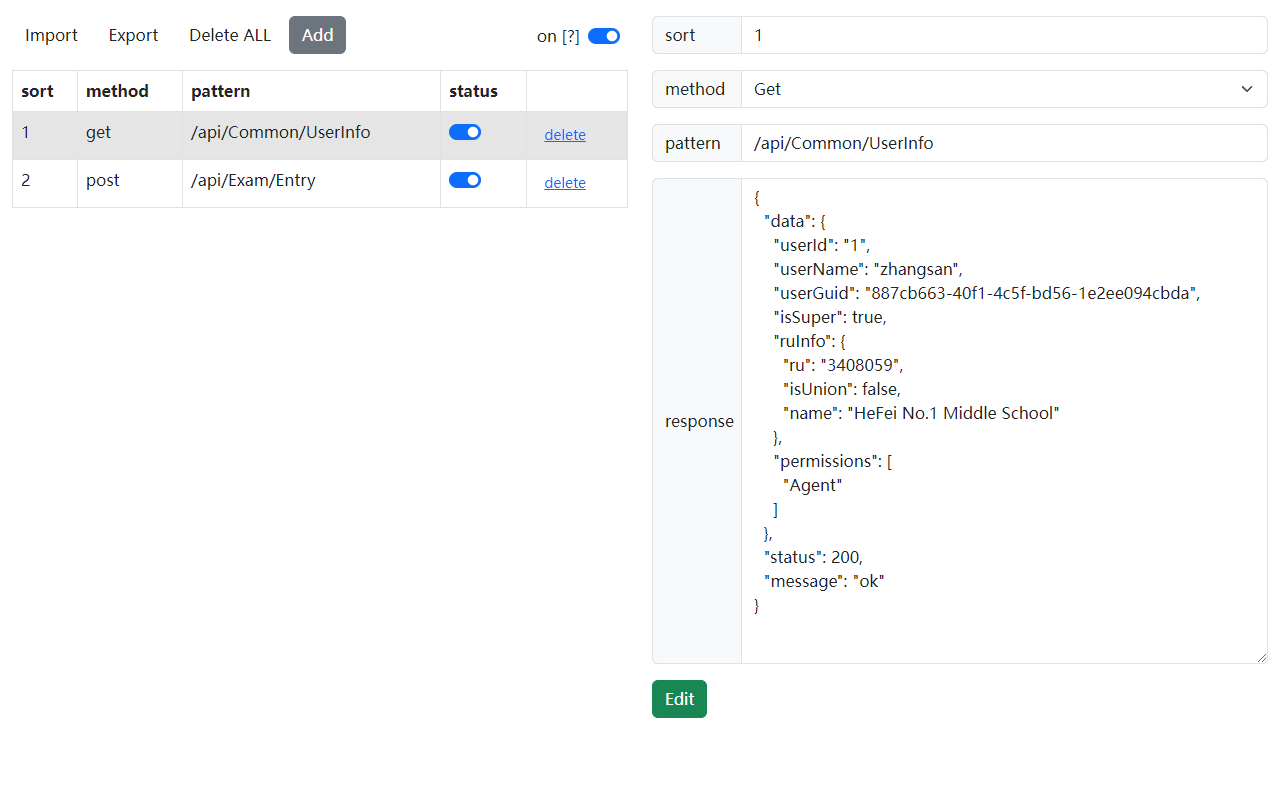 Import Export Delete ALL Add on [?]
sort method pattern status
1 get /api/Common/UserInfo delete
2 post /api/Exam/Entry delete
sort 1
method Get
pattern /api/Common/UserInfo
response
{
"data": {
"userId": "1",
"userName": "zhangsan",
"userGuid": "887cb663-40f1-4c5f-bd56-1e2ee094cbda",
"isSuper": true,
"ruInfo": {
"ru": "3408059",
"isUnion": false,
"name": "HeFei No.1 Middle School"
},
"permissions": [
"Agent"
]
},
"status": 200,
"message": "ok"
}
Edit